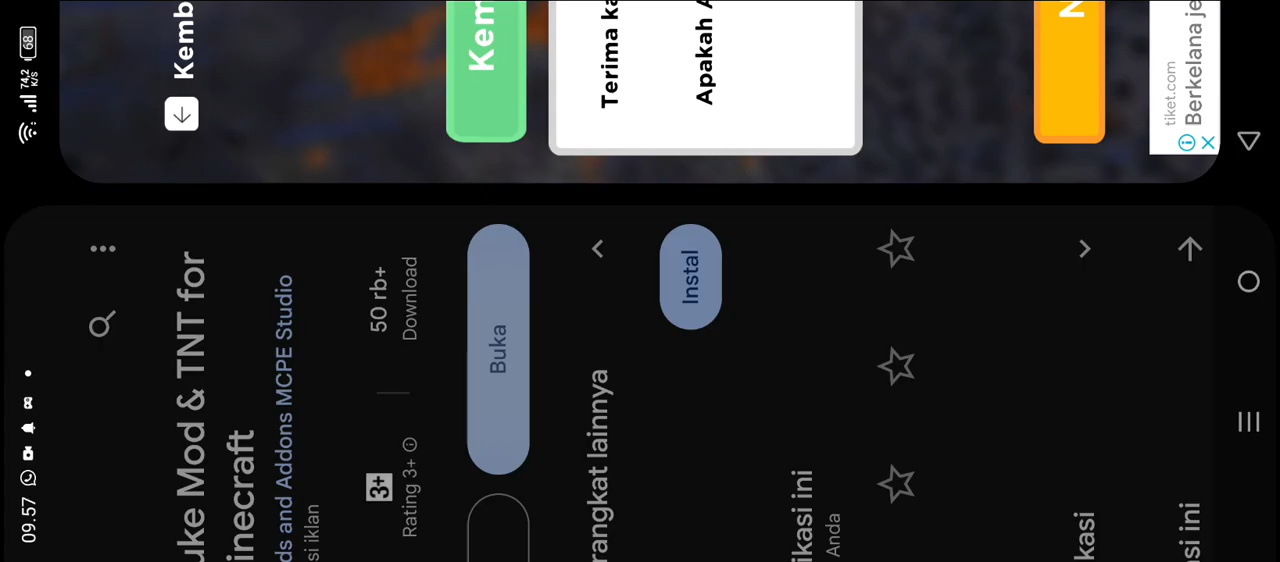 09.57
74,2 K/S 68
uke Mod & TNT for
inecraft
ds and Addons MCPE Studio
si iklan
3+
Rating 3+
50 rb+
Download
Buka
rangkat lainnya
Instal
ikasi ini
Anda
kasi
si ini
Kemb
Kem
Terima ka
Apakah A
N
tiket.com
Berkelana je